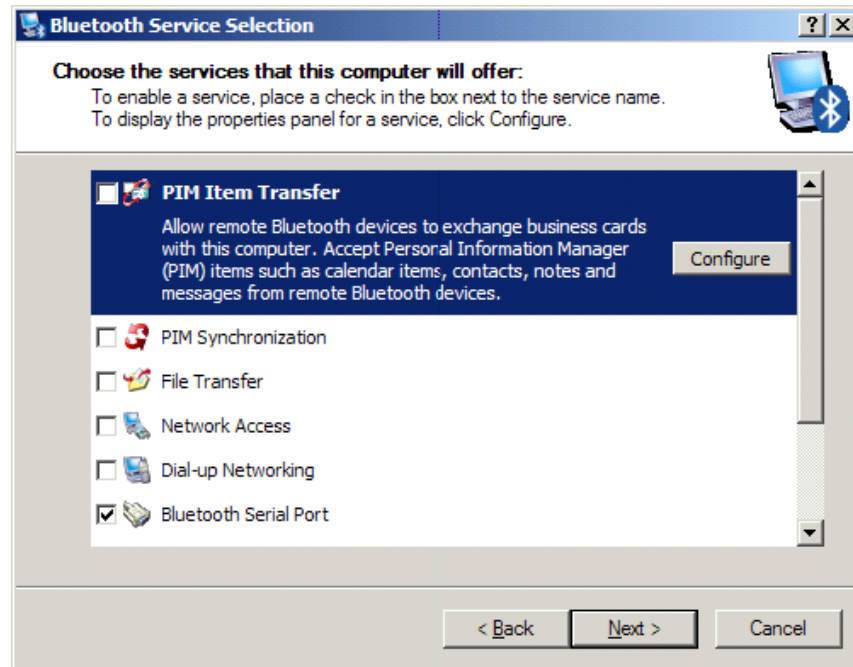 Bluetooth Service Selection
Choose the services that this computer will offer:
To enable a service, place a check in the box next to the service name.
To display the properties panel for a service, click Configure.
PIM Item Transfer
Allow remote Bluetooth devices to exchange business cards
with this computer. Accept Personal Information Manager
(PIM) items such as calendar items, contacts, notes and
messages from remote Bluetooth devices.
Configure
PIM Synchronization
File Transfer
Network Access
Dial-up Networking
Bluetooth Serial Port
< Back
Next >
Cancel